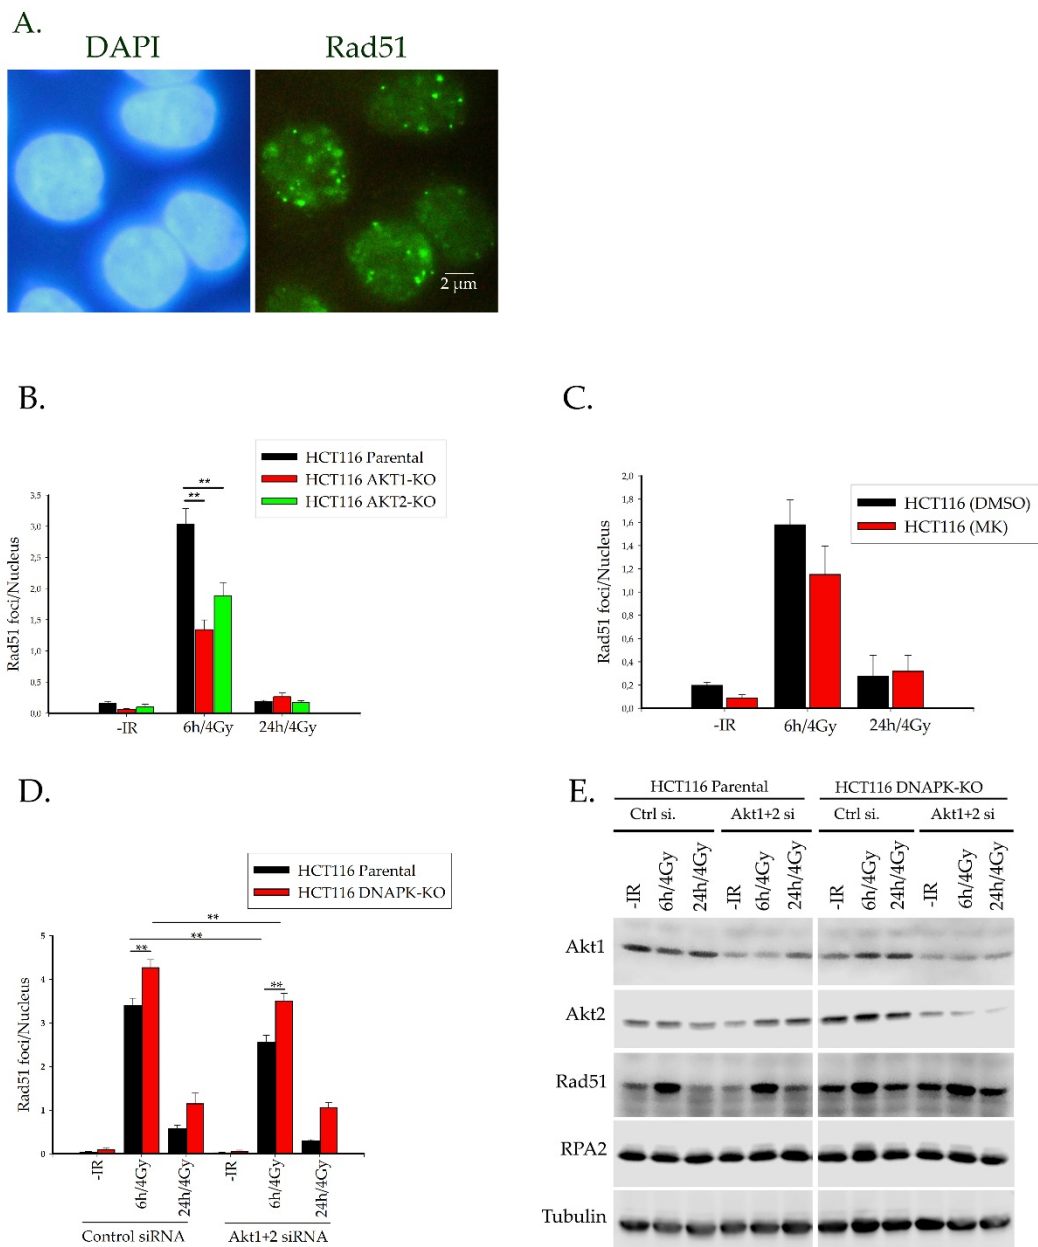 A.
DAPI Rad51
2 µm
B.
HCT116 Parental
HCT116 AKT1-KO
HCT116 AKT2-KO
Rad51 foci/Nucleus
3,5
3,0
2,5
2,0
1,5
1,0
0,5
0,0
**
**
-IR 6h/4Gy 24h/4Gy
C.
HCT116 (DMSO)
HCT116 (MK)
Rad51 foci/Nucleus
2,0
1,8
1,6
1,4
1,2
1,0
0,8
0,6
0,4
0,2
0,0
-IR 6h/4Gy 24h/4Gy
D.
HCT116 Parental
HCT116 DNAPK-KO
Rad51 foci/Nucleus
5
4
3
2
1
0
**
**
**
**
-IR 6h/4Gy 24h/4Gy -IR 6h/4Gy 24h/4Gy
Control siRNA Akt1+2 siRNA
E.
HCT116 Parental HCT116 DNAPK-KO
Ctrl si. Akt1+2 si Ctrl si. Akt1+2 si
-IR 6h/4Gy 24h/4Gy -IR 6h/4Gy 24h/4Gy -IR 6h/4Gy 24h/4Gy -IR 6h/4Gy 24h/4Gy
Akt1
Akt2
Rad51
RPA2
Tubulin